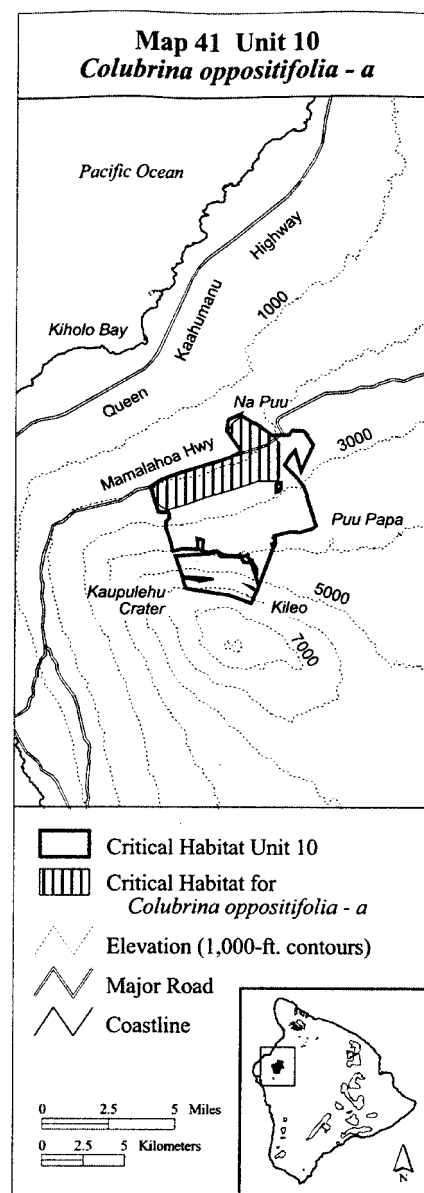 Map 41 Unit 10
Colubrina oppositifolia - a
Pacific Ocean
Highway
Kaahumanu
1000
Kiholo Bay
Queen
Na Puu
Mamalahoa Hwy
3000
Puu Papa
Kaupulehu
Crater
5000
Kileo
7000
Critical Habitat Unit 10
Critical Habitat for
Colubrina oppositifolia - a
Elevation (1,000-ft. contours)
Major Road
Coastline
0 2.5 5 Miles
0 2.5 5 Kilometers
N